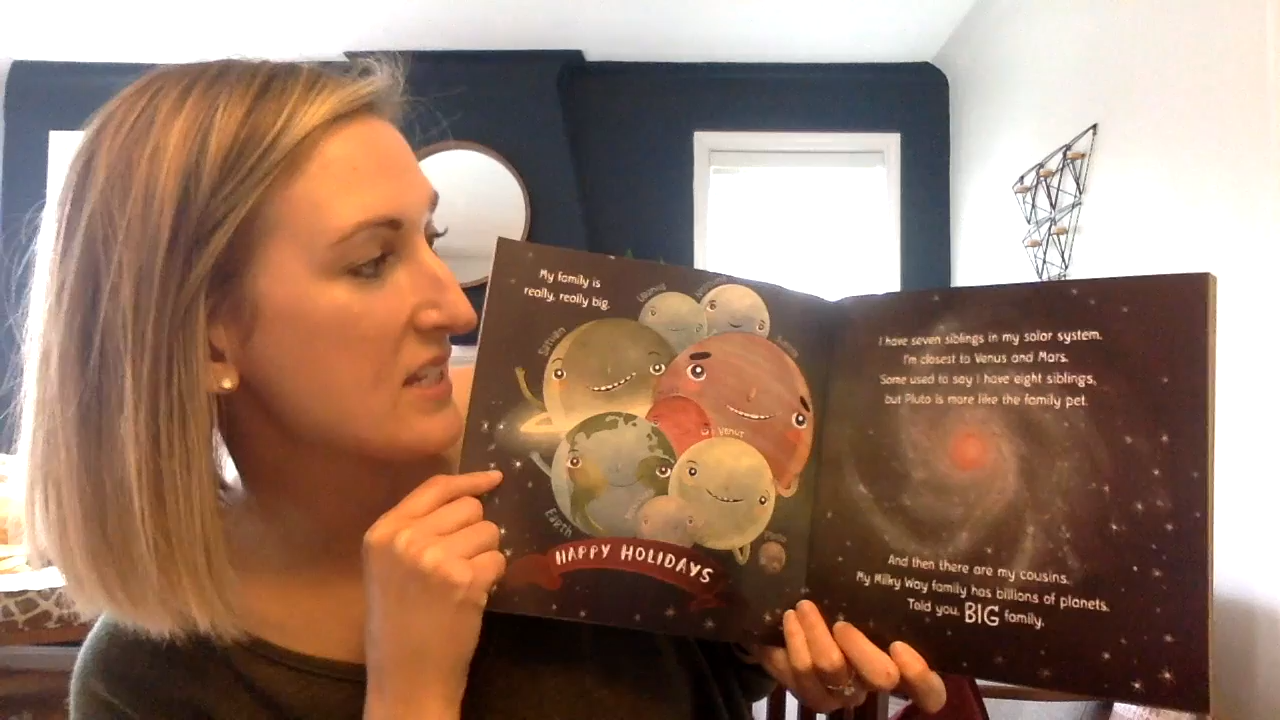 My family is
really, really big.
Uranus
Saturn
Venus
Earth
HAPPY HOLIDAYS
I have seven siblings in my solar system.
I'm closest to Venus and Mars.
Some used to say I have eight siblings,
but Pluto is more like the family pet.
And then there are my cousins.
My Milky Way family has billions of planets.
Told you. BIG family.